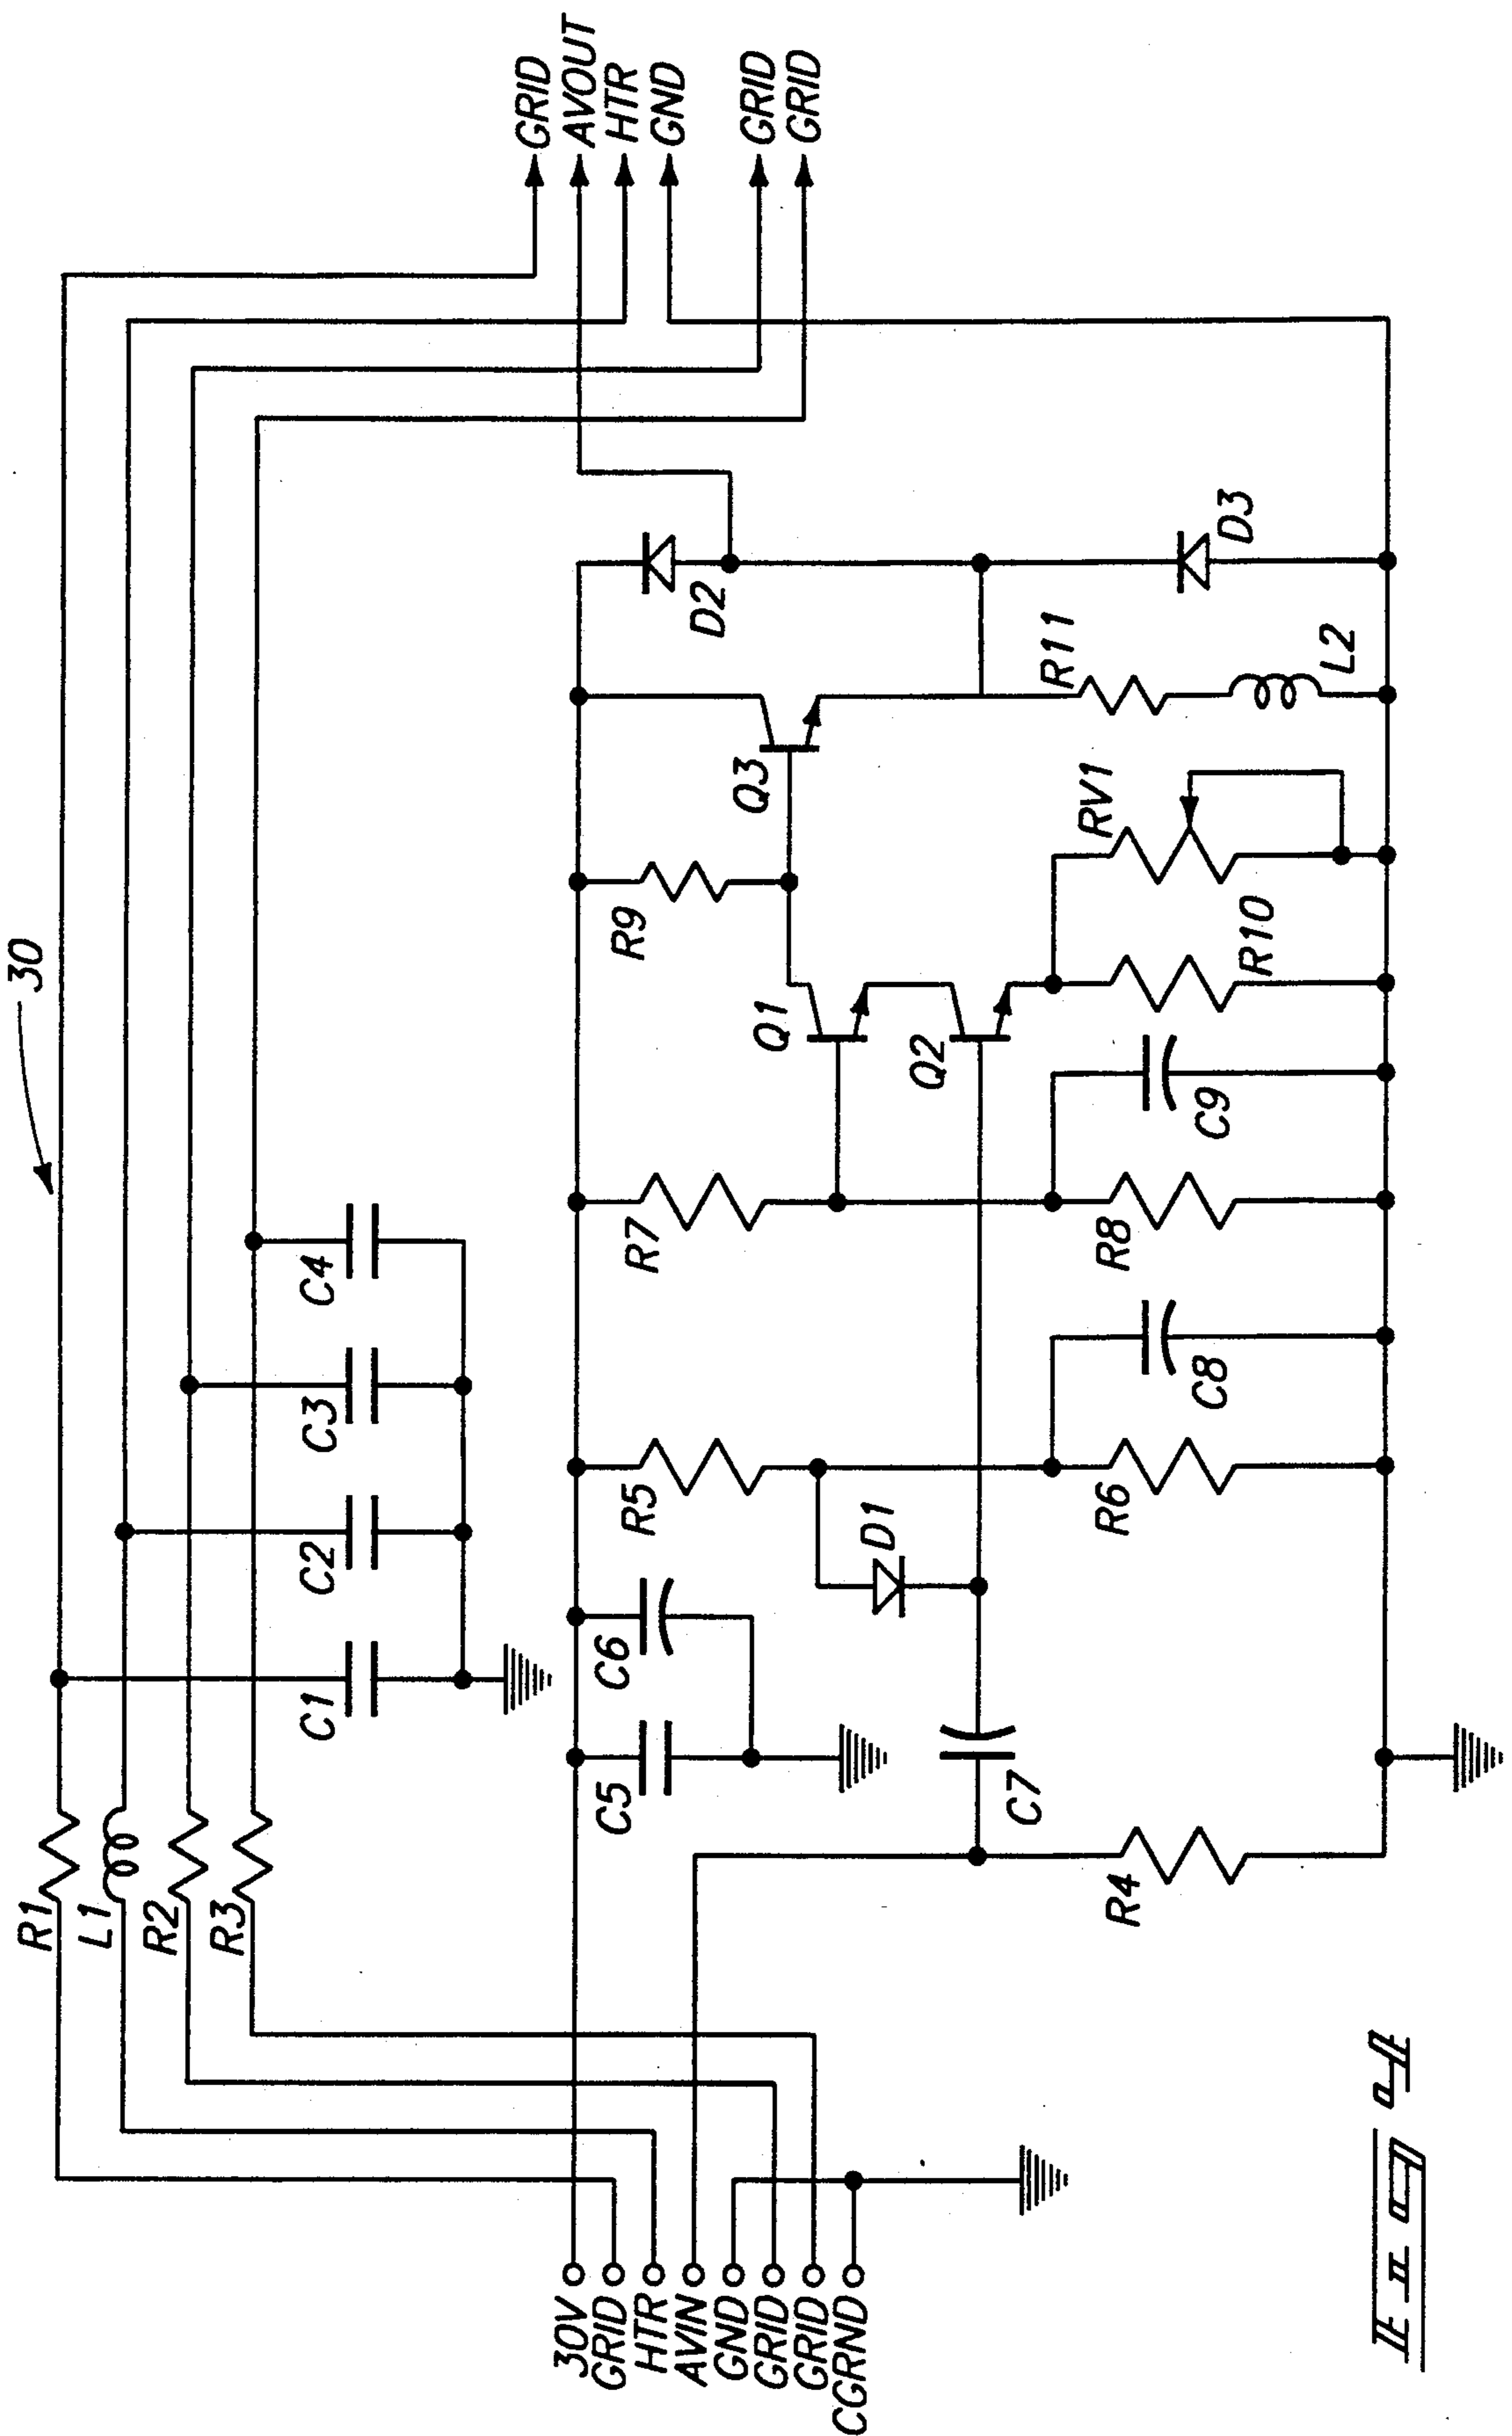 30
GRID
AVOUT
HTR
GND
GRID
GRID
R1
L1
R2
R3
C1
C2
C3
C4
30V
GRID
HTR
AVIN
GND
GRID
GRID
CGRND
C5
C6
R5
R7
R9
D2
Q3
Q1
Q2
D1
C7
R4
R6
C8
R8
C9
R10
RV1
R11
L2
D3